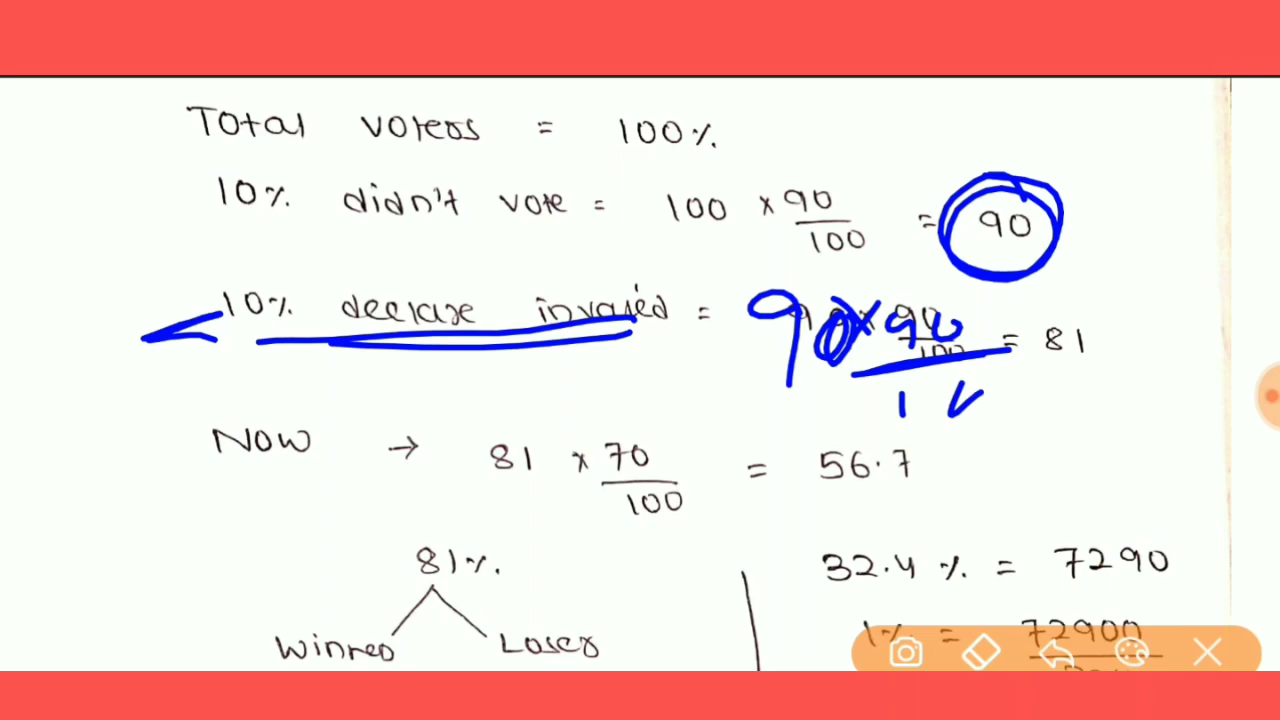 Total voters = 100%
10% didn't vote = 100 × 90/100 = 90
10% declare invalid = 90 × 90/100 = 81
Now → 81 × 70/100 = 56.7
81%.
Winner Loser
32.4 % = 7290
1% = 72900